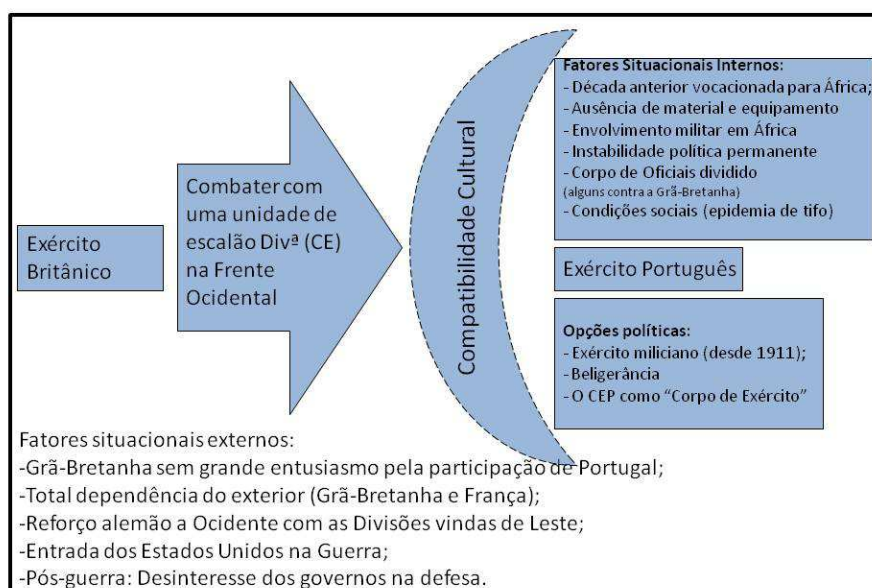 Exército
Britânico
Combater com
uma unidade de
escalão Divª (CE)
na Frente
Ocidental
Compatibilidade Cultural
Fatores Situacionais Internos:
- Década anterior vocacionada para África;
- Ausência de material e equipamento
- Envolvimento militar em África
- Instabilidade política permanente
- Corpo de Oficiais dividido
(alguns contra a Grã-Bretanha)
- Condições sociais (epidemia de tifo)
Exército Português
Opções políticas:
- Exército miliciano (desde 1911);
- Beligerância
- O CEP como “Corpo de Exército”
Fatores situacionais externos:
-Grã-Bretanha sem grande entusiasmo pela participação de Portugal;
-Total dependência do exterior (Grã-Bretanha e França);
-Reforço alemão a Ocidente com as Divisões vindas de Leste;
-Entrada dos Estados Unidos na Guerra;
-Pós-guerra: Desinteresse dos governos na defesa.